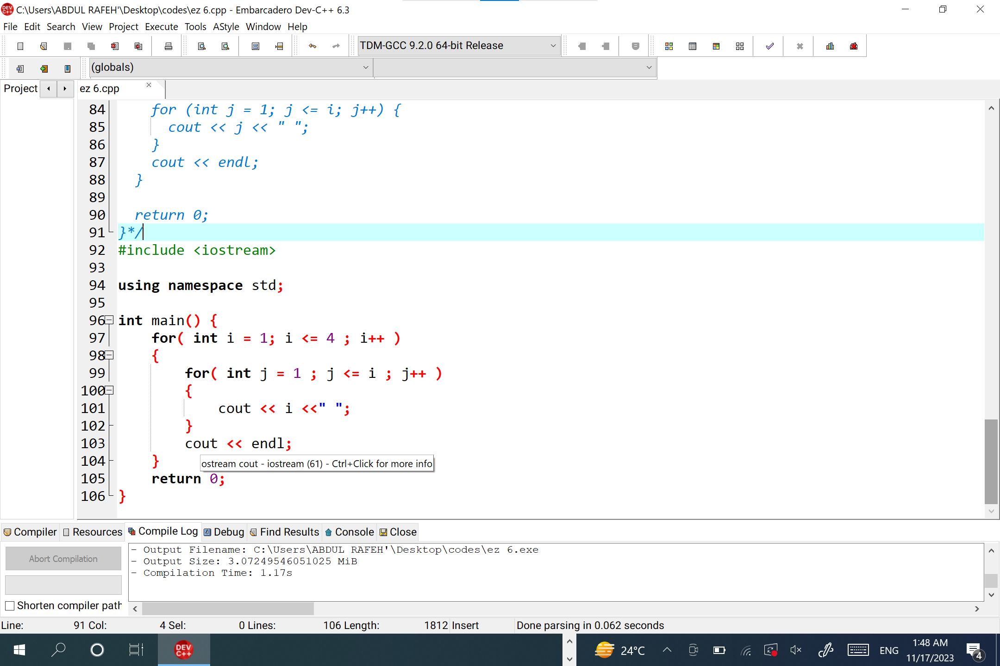 C:\Users\ABDUL RAFEH'\Desktop\codes\ez 6.cpp - Embarcadero Dev-C++ 6.3
File Edit Search View Project Execute Tools AStyle Window Help
TDM-GCC 9.2.0 64-bit Release
(globals)
Project ez 6.cpp
84 for (int j = 1; j <= i; j++) {
85 cout << j << " ";
86 }
87 cout << endl;
88 }
89
90 return 0;
91 }*/
92 #include <iostream>
93
94 using namespace std;
95
96 int main() {
97 for( int i = 1; i <= 4 ; i++ )
98 {
99 for( int j = 1 ; j <= i ; j++ )
100 {
101 cout << i <<" ";
102 }
103 cout << endl;
104 }
ostream cout - iostream (61) - Ctrl+Click for more info
105 return 0;
106 }
Compiler Resources Compile Log Debug Find Results Console Close
Abort Compilation
Shorten compiler path
- Output Filename: C:\Users\ABDUL RAFEH'\Desktop\codes\ez 6.exe
- Output Size: 3.07249546051025 MiB
- Compilation Time: 1.17s
Line: 91 Col: 4 Sel: 0 Lines: 106 Length: 1812 Insert Done parsing in 0.062 seconds
DEV C++
24°C ENG 1:48 AM
11/17/2023 4